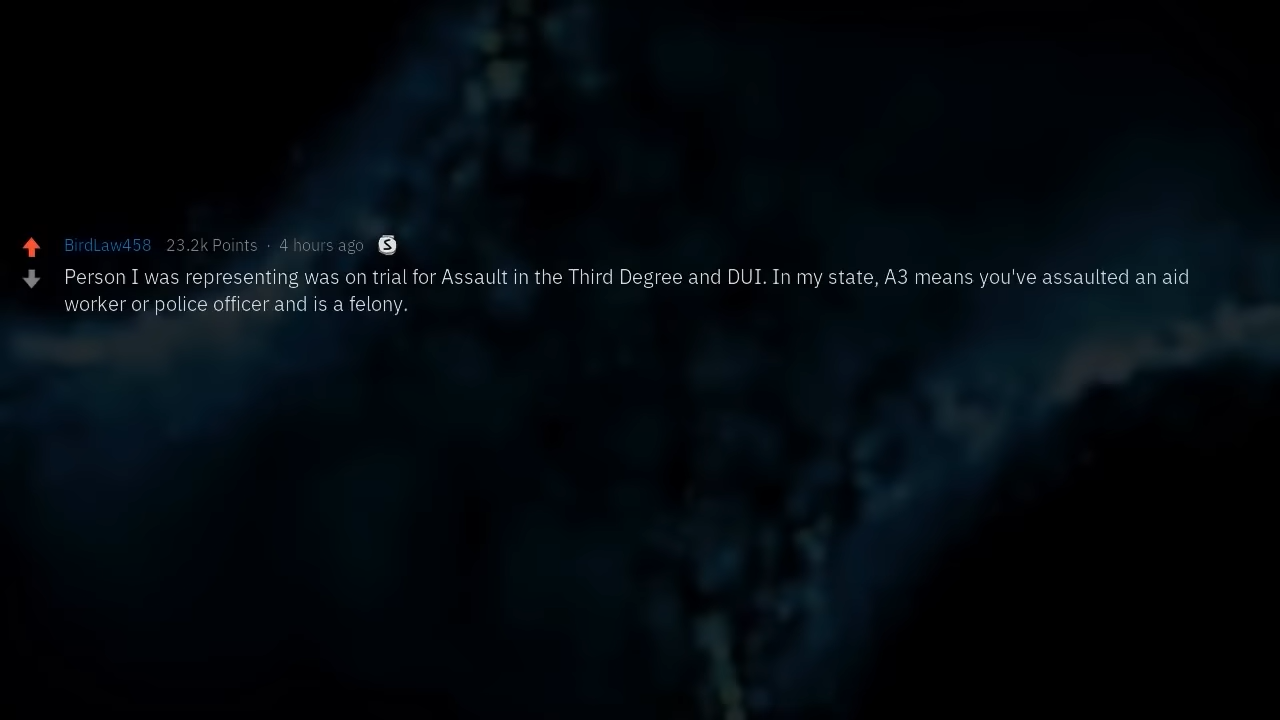 BirdLaw458 23.2k Points · 4 hours ago S
Person I was representing was on trial for Assault in the Third Degree and DUI. In my state, A3 means you've assaulted an aid
worker or police officer and is a felony.